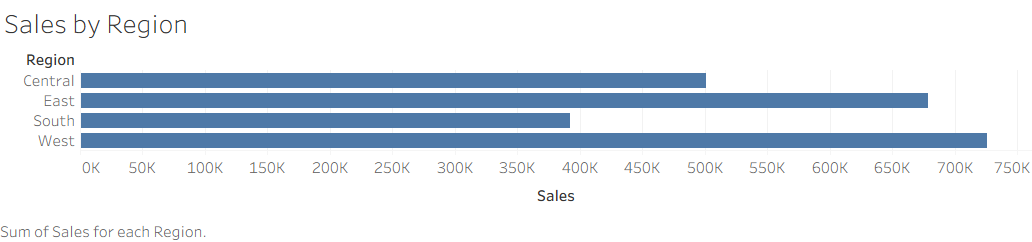 Sales by Region
Region
Central
East
South
West
0K 50K 100K 150K 200K 250K 300K 350K 400K 450K 500K 550K 600K 650K 700K 750K
Sales
Sum of Sales for each Region.